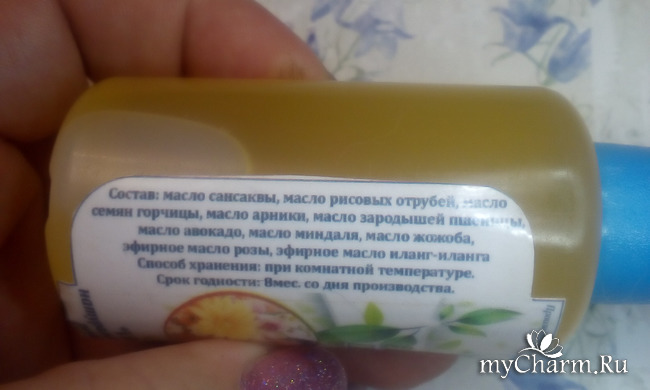 Состав: масло сансаквы, масло рисовых отрубей, масло
семян горчицы, масло арники, масло зародышей пшеницы,
масло авокадо, масло миндаля, масло жожоба,
эфирное масло розы, эфирное масло иланг-иланга
Способ хранения: при комнатной температуре.
Срок годности: 8мес. со дня производства.
myCharm.Ru